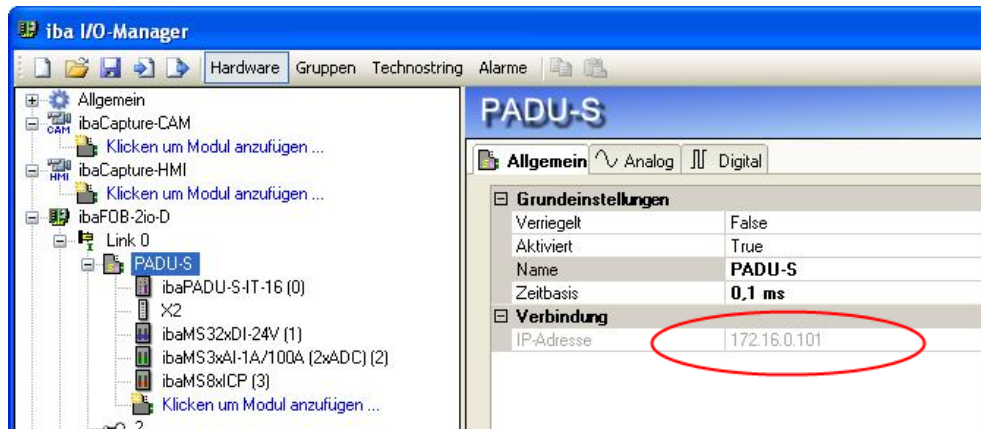 iba I/O-Manager
Hardware Gruppen Technostring Alarme
Allgemein
CAM ibaCapture-CAM
Klicken um Modul anzufügen ...
HMI ibaCapture-HMI
Klicken um Modul anzufügen ...
ibaFOB-2io-D
Link 0
PADU-S
ibaPADU-S-IT-16 (0)
X2
ibaMS32xDI-24V (1)
ibaMS3xAI-1A/100A (2xADC) (2)
ibaMS8xICP (3)
Klicken um Modul anzufügen ...
PADU-S
Allgemein Analog Digital
Grundeinstellungen
Verriegelt False
Aktiviert True
Name PADU-S
Zeitbasis 0,1 ms
Verbindung
IP-Adresse 172.16.0.101